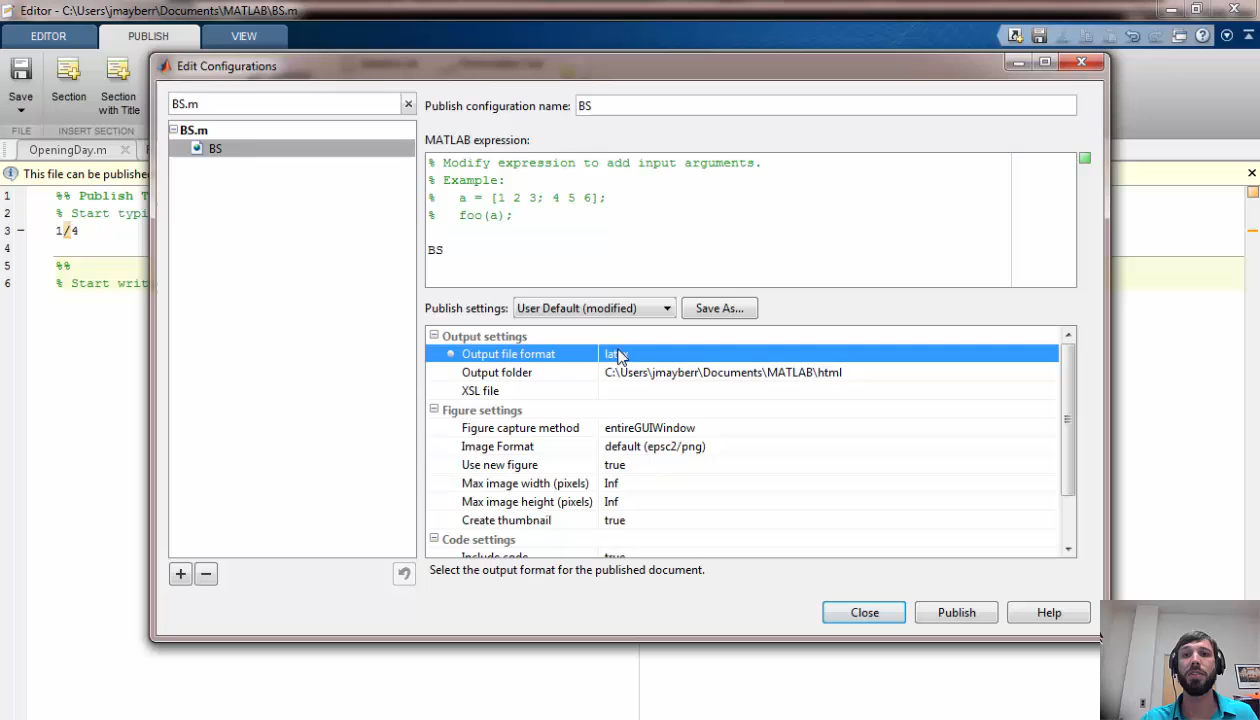 Editor - C:\Users\jmayberr\Documents\MATLAB\BS.m
EDITOR PUBLISH VIEW
Edit Configurations
Save Section Section with Title
FILE INSERT SECTION
OpeningDay.m
This file can be published
1 %% Publish T
2 % Start typi
3 1/4
4
5 %%
6 % Start writ
BS.m
BS.m
BS
Publish configuration name: BS
MATLAB expression:
% Modify expression to add input arguments.
% Example:
%   a = [1 2 3; 4 5 6];
%   foo(a);
BS
Publish settings: User Default (modified) Save As...
Output settings
Output file format
Output folder C:\Users\jmayberr\Documents\MATLAB\html
XSL file
Figure settings
Figure capture method entireGUIWindow
Image Format default (epsc2/png)
Use new figure true
Max image width (pixels) Inf
Max image height (pixels) Inf
Create thumbnail true
Code settings
Include code true
Select the output format for the published document.
Close Publish Help